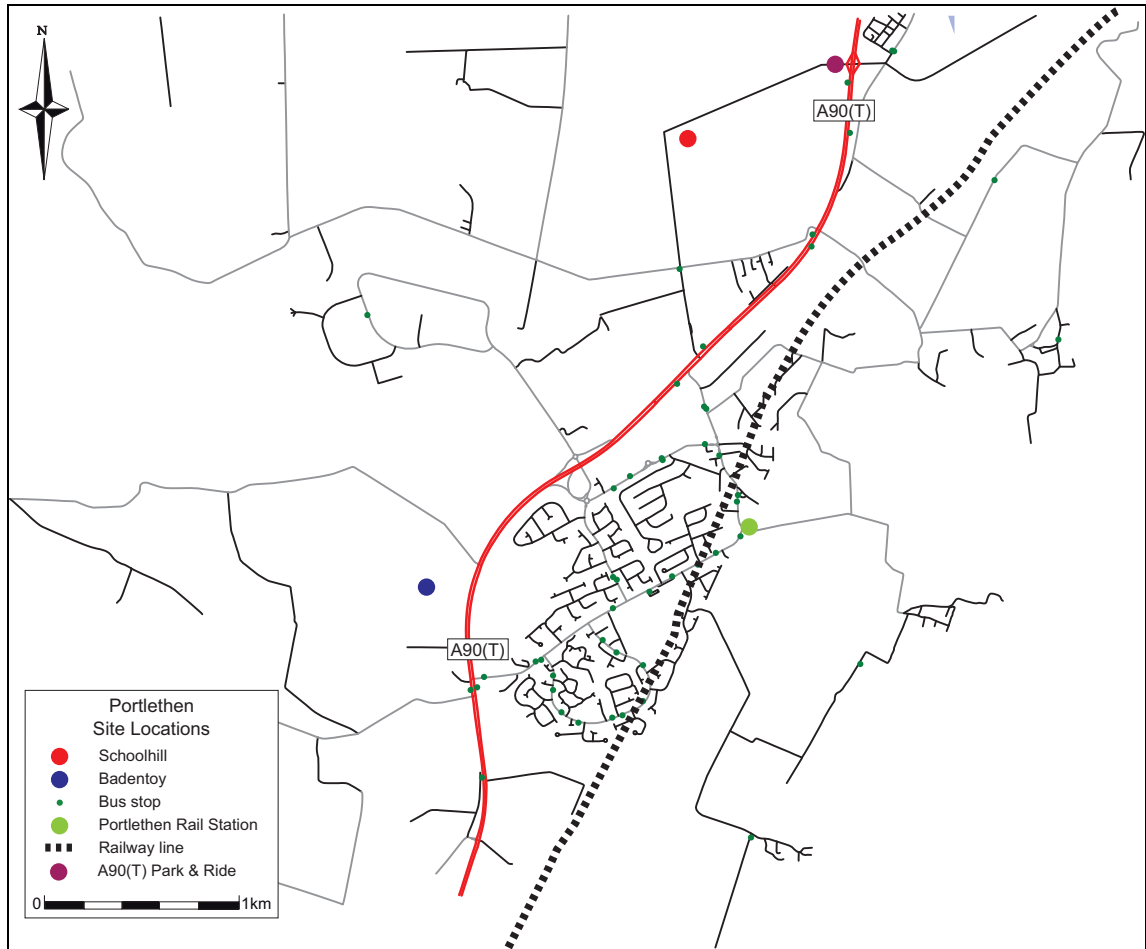 N
A90(T)
A90(T)
Portlethen
Site Locations
Schoolhill
Badentoy
Bus stop
Portlethen Rail Station
Railway line
A90(T) Park & Ride
0 1km